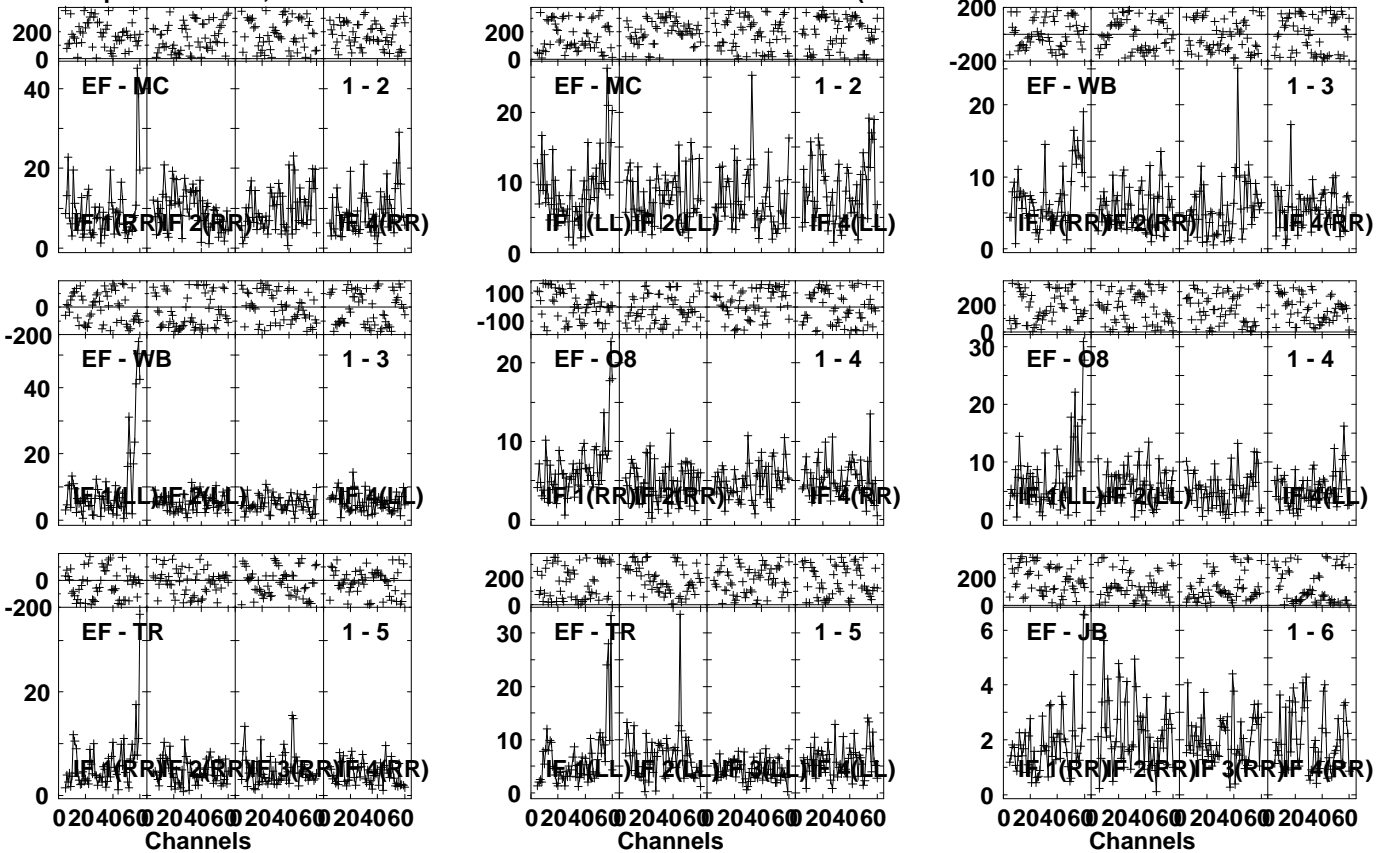 200
0
EF - MC
1 - 2
40
20
0
IF 1(RR)
IF 2(RR)
IF 4(RR)
200
0
EF - MC
1 - 2
20
10
0
IF 1(LL)
IF 2(LL)
IF 4(LL)
200
-200
EF - WB
1 - 3
20
10
0
IF 1(RR)
IF 2(RR)
IF 4(RR)
0
-200
EF - WB
1 - 3
40
20
0
IF 1(LL)
IF 2(LL)
IF 4(LL)
100
-100
EF - O8
1 - 4
20
10
0
IF 1(RR)
IF 2(RR)
IF 4(RR)
200
0
EF - O8
1 - 4
30
20
10
0
IF 1(LL)
IF 2(LL)
IF 4(LL)
0
-200
EF - TR
1 - 5
20
0
IF 1(RR)
IF 2(RR)
IF 3(RR)
IF 4(RR)
0 20 40 60 0 20 40 60 0 20 40 60 0 20 40 60
Channels
200
0
EF - TR
1 - 5
30
20
10
0
IF 1(LL)
IF 2(LL)
IF 3(LL)
IF 4(LL)
0 20 40 60 0 20 40 60 0 20 40 60 0 20 40 60
Channels
200
0
EF - JB
1 - 6
6
4
2
0
IF 1(RR)
IF 2(RR)
IF 3(RR)
IF 4(RR)
0 20 40 60 0 20 40 60 0 20 40 60 0 20 40 60
Channels